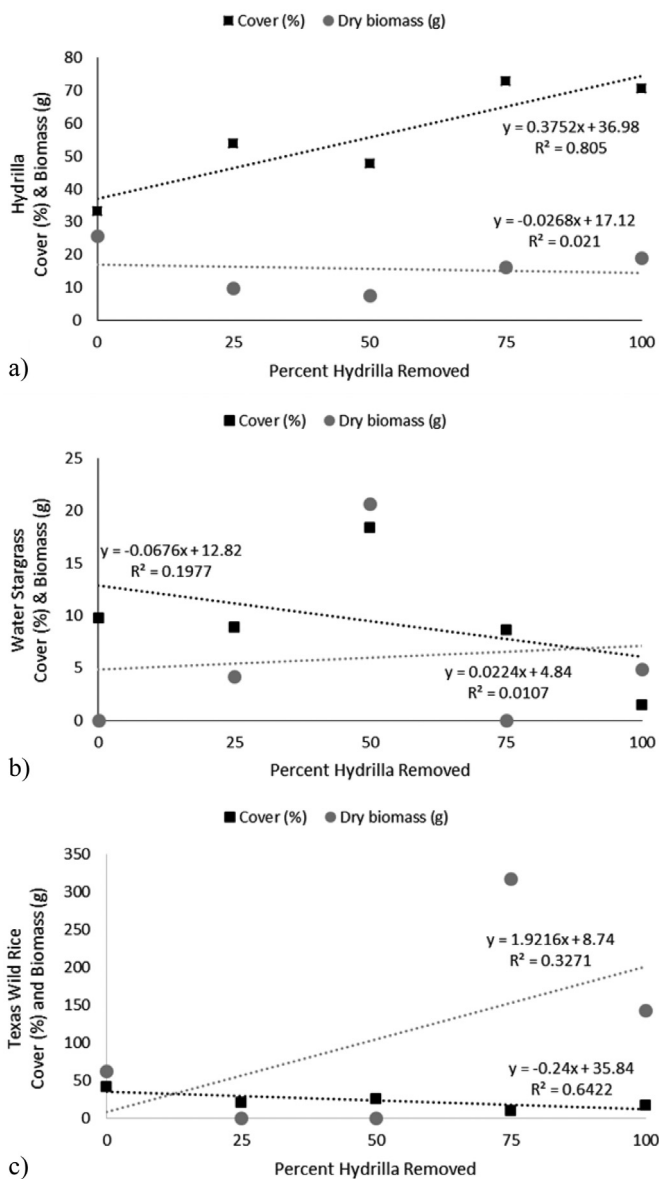 Cover (%) Dry biomass (g)
Hydrilla
Cover (%) & Biomass (g)
80
70
60
50
40
30
20
10
0
y = 0.3752x + 36.98
R² = 0.805
y = -0.0268x + 17.12
R² = 0.021
0 25 50 75 100
Percent Hydrilla Removed
a)
Cover (%) Dry biomass (g)
Water Stargrass
Cover (%) & Biomass (g)
25
20
15
10
5
0
y = -0.0676x + 12.82
R² = 0.1977
y = 0.0224x + 4.84
R² = 0.0107
0 25 50 75 100
Percent Hydrilla Removed
b)
Cover (%) Dry biomass (g)
Texas Wild Rice
Cover (%) and Biomass (g)
350
300
250
200
150
100
50
0
y = 1.9216x + 8.74
R² = 0.3271
y = -0.24x + 35.84
R² = 0.6422
0 25 50 75 100
Percent Hydrilla Removed
c)